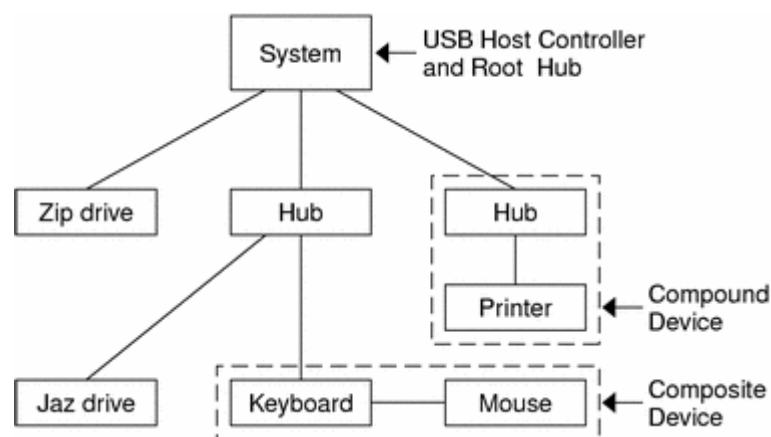 System
USB Host Controller
and Root Hub
Zip drive
Hub
Hub
Printer
Compound
Device
Jaz drive
Keyboard
Mouse
Composite
Device